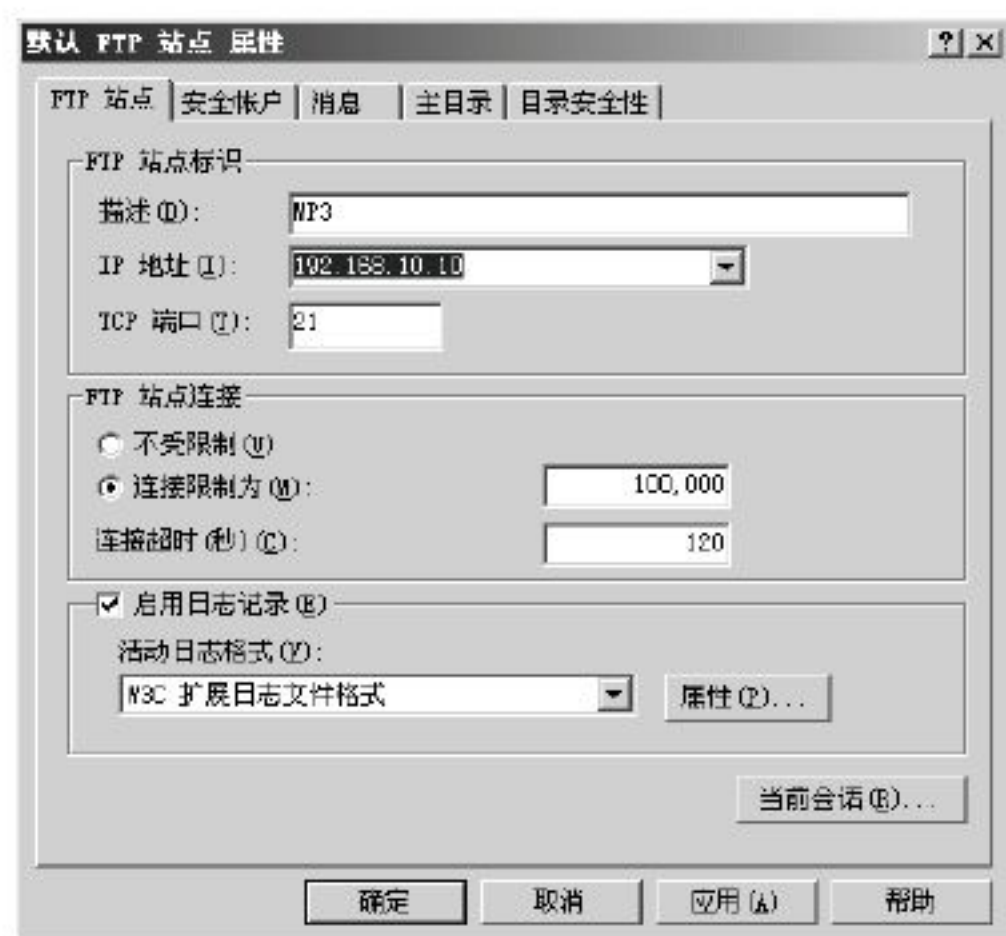 默认 FTP 站点 属性
FTP 站点 安全帐户 消息 主目录 目录安全性
FTP 站点标识
描述(D): MP3
IP 地址(I): 192.168.10.10
TCP 端口(T): 21
FTP 站点连接
不受限制(U)
连接限制为(M): 100,000
连接超时(秒)(C): 120
启用日志记录(E)
活动日志格式(V):
W3C 扩展日志文件格式 属性(P)...
当前会话(R)...
确定 取消 应用(A) 帮助